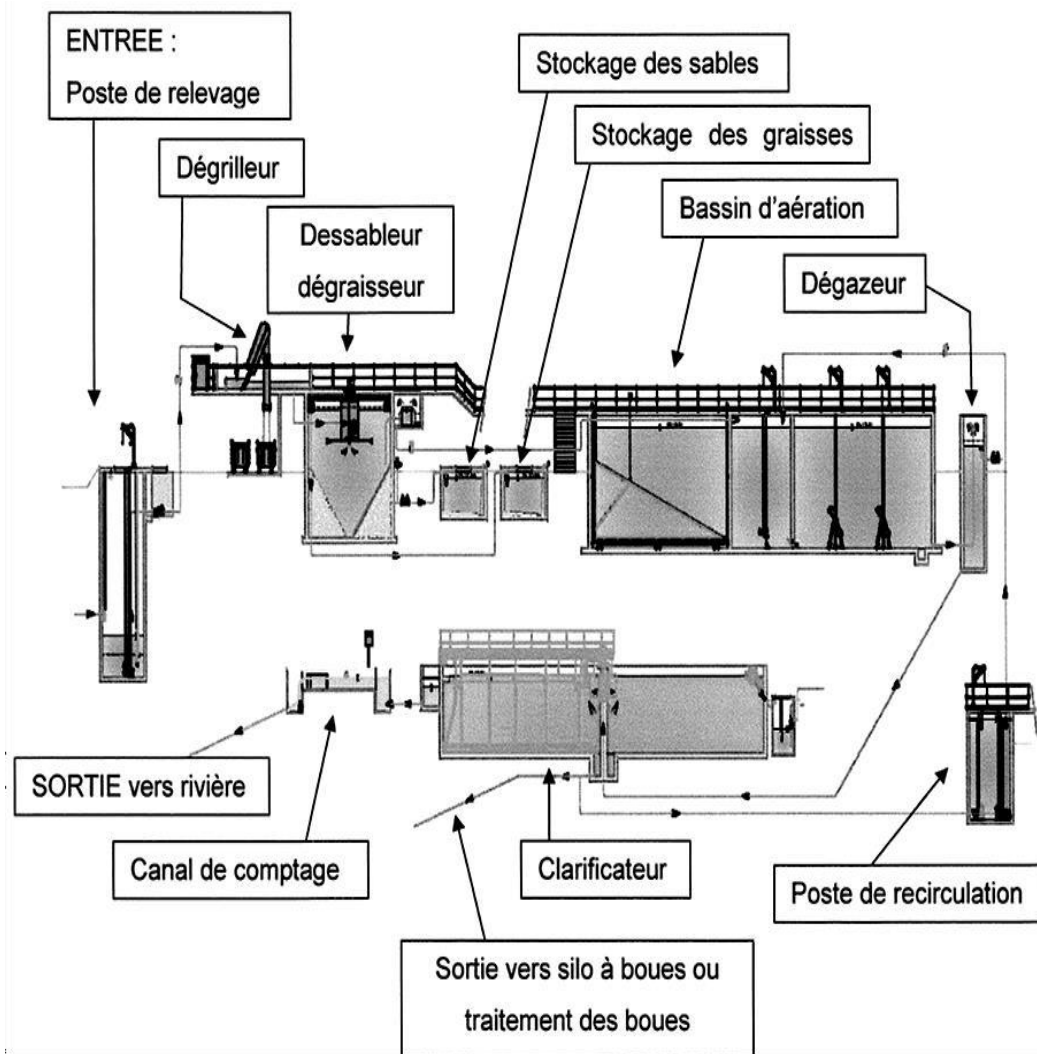 ENTREE :
Poste de relevage
Stockage des sables
Stockage des graisses
Dégrilleur
Bassin d'aération
Dessableur
dégraisseur
Dégazeur
SORTIE vers rivière
Canal de comptage
Clarificateur
Poste de recirculation
Sortie vers silo à boues ou
traitement des boues